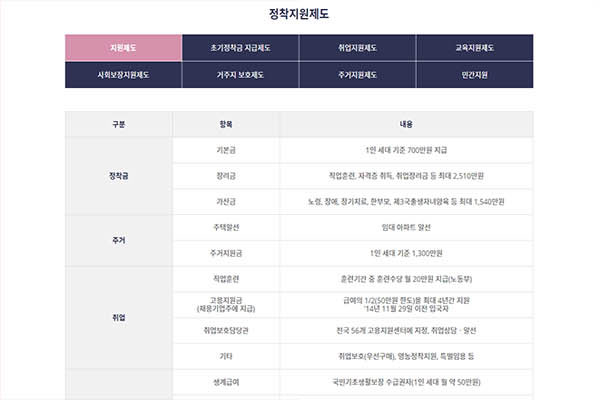 정착지원제도
지원제도
초기정착금 지급제도
취업지원제도
교육지원제도
사회보장지원제도
거주지 보호제도
주거지원제도
민간지원
구분 항목 내용
정착금
기본금 1인 세대 기준 700만원 지급
장려금 직업훈련, 자격증 취득, 취업장려금 등 최대 2,510만원
가산금 노령, 장애, 장기치료, 한부모, 제3국출생자녀양육 등 최대 1,540만원
주거
주택알선 임대 아파트 알선
주거지원금 1인 세대 기준 1,300만원
취업
직업훈련 훈련기간 중 훈련수당 월 20만원 지급(노동부)
고용지원금 급여의 1/2(50만원 한도)을 최대 4년간 지원
(채용기업주에 지급) '14년 11월 29일 이전 입국자
취업보호담당관 전국 56개 고용지원센터에 지정, 취업상담·알선
기타 취업보호(우선구매), 영농정착지원, 특별임용 등
생계급여 국민기초생활보장 수급권자(1인 세대 월 약 50만원)